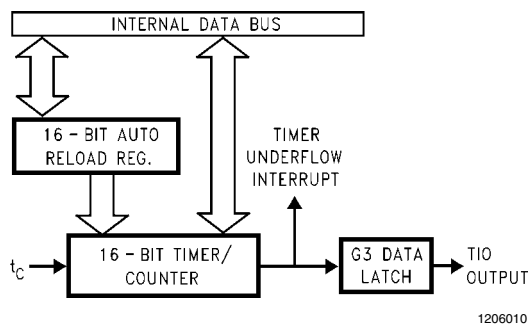 INTERNAL DATA BUS
16-BIT AUTO
RELOAD REG.
TIMER
UNDERFLOW
INTERRUPT
tC
16-BIT TIMER/
COUNTER
G3 DATA
LATCH
TIO
OUTPUT
1206010